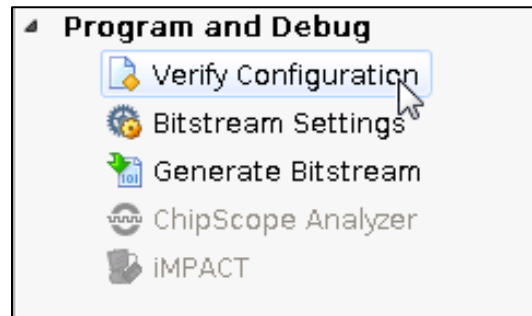 Program and Debug
Verify Configuration
Bitstream Settings
Generate Bitstream
ChipScope Analyzer
iMPACT